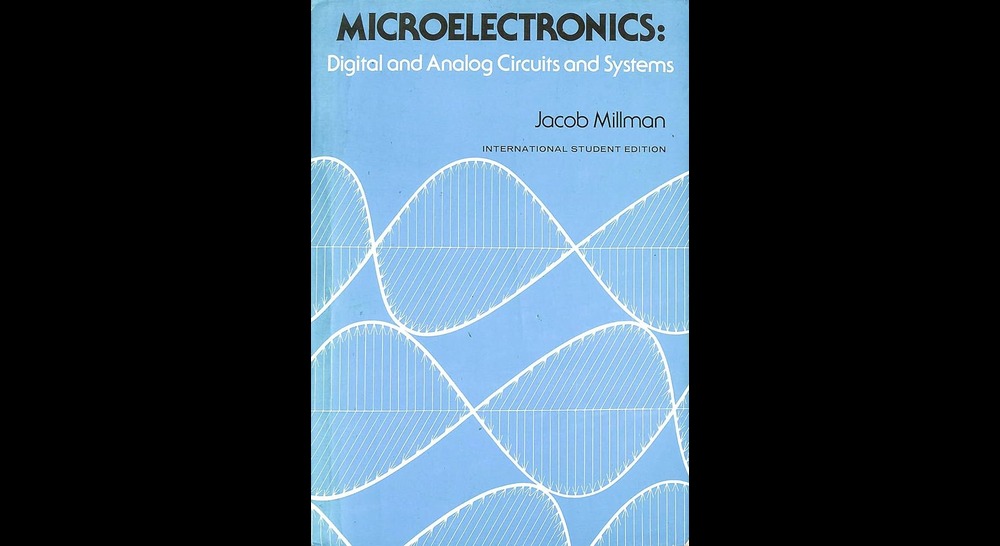 MICROELECTRONICS:
Digital and Analog Circuits and Systems
Jacob Millman
INTERNATIONAL STUDENT EDITION